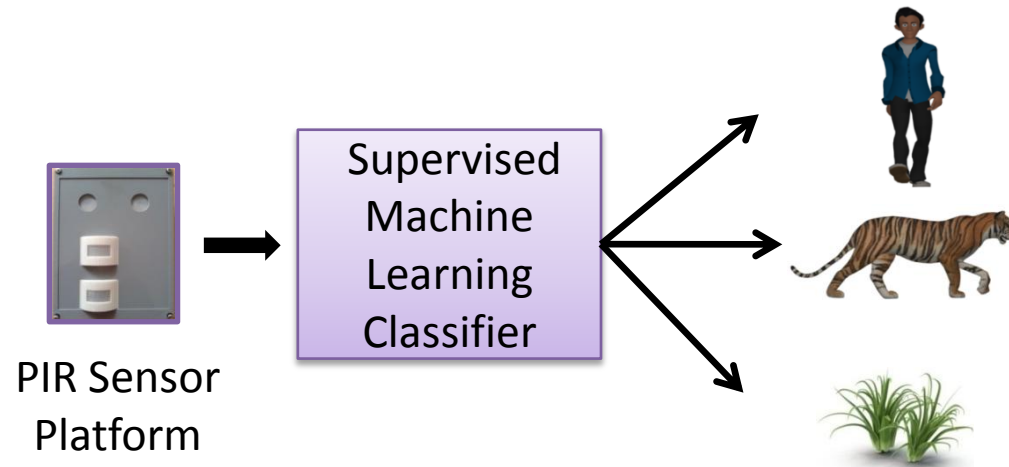 Supervised
Machine
Learning
Classifier
PIR Sensor
Platform